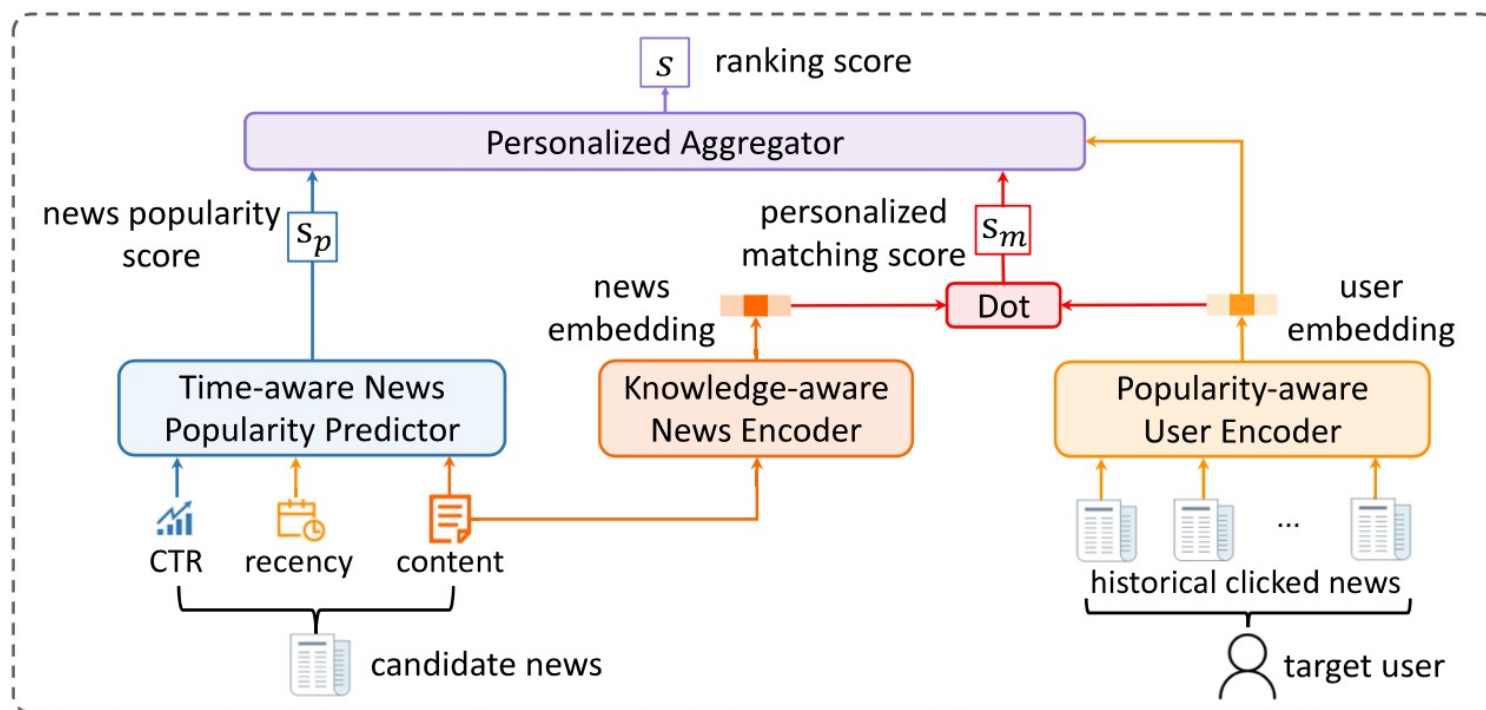 s ranking score
Personalized Aggregator
news popularity
score
s_p
personalized
matching score
s_m
news
embedding
Dot
user
embedding
Time-aware News
Popularity Predictor
Knowledge-aware
News Encoder
Popularity-aware
User Encoder
CTR recency content
...
historical clicked news
candidate news
target user